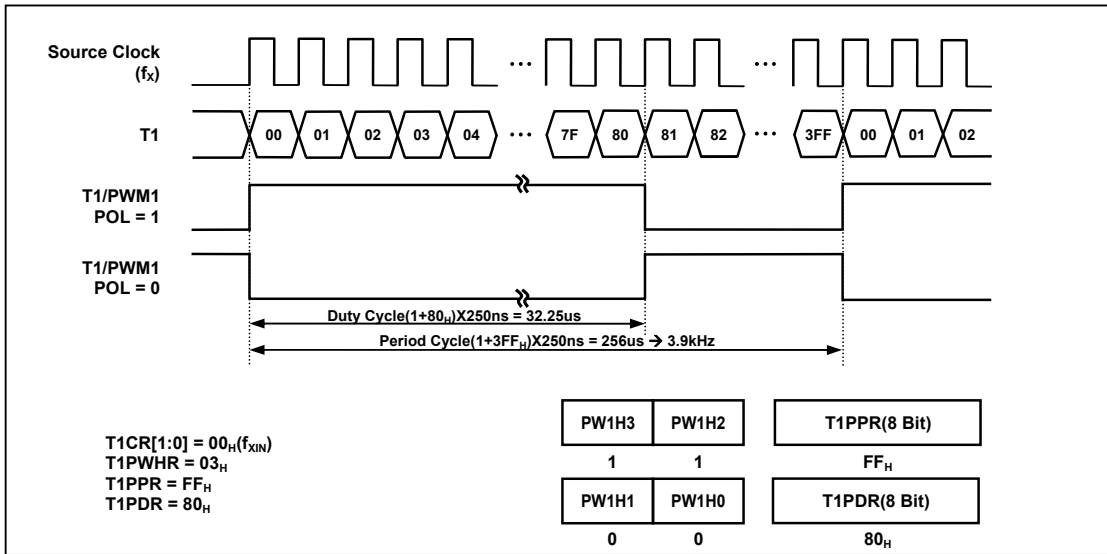 Source Clock
(fX)
T1
00 01 02 03 04 ... 7F 80 81 82 ... 3FF 00 01 02
T1/PWM1
POL = 1
T1/PWM1
POL = 0
Duty Cycle(1+80H)X250ns = 32.25us
Period Cycle(1+3FFH)X250ns = 256us → 3.9kHz
T1CR[1:0] = 00H(fXIN)
T1PWHR = 03H
T1PPR = FFH
T1PDR = 80H
PW1H3 PW1H2 T1PPR(8 Bit)
1 1 FFH
PW1H1 PW1H0 T1PDR(8 Bit)
0 0 80H